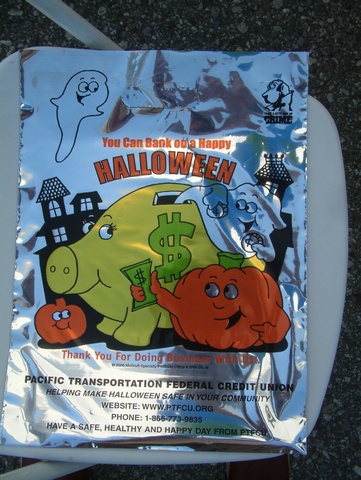 You Can Bank on a Happy
HALLOWEEN
CRIME
$
$
Thank You For Doing Business With Us!
PACIFIC TRANSPORTATION FEDERAL CREDIT UNION
HELPING MAKE HALLOWEEN SAFE IN YOUR COMMUNITY
WEBSITE: WWW.PTFCU.ORG
PHONE: 1-866-773-9835
HAVE A SAFE, HEALTHY AND HAPPY DAY FROM PTFCU